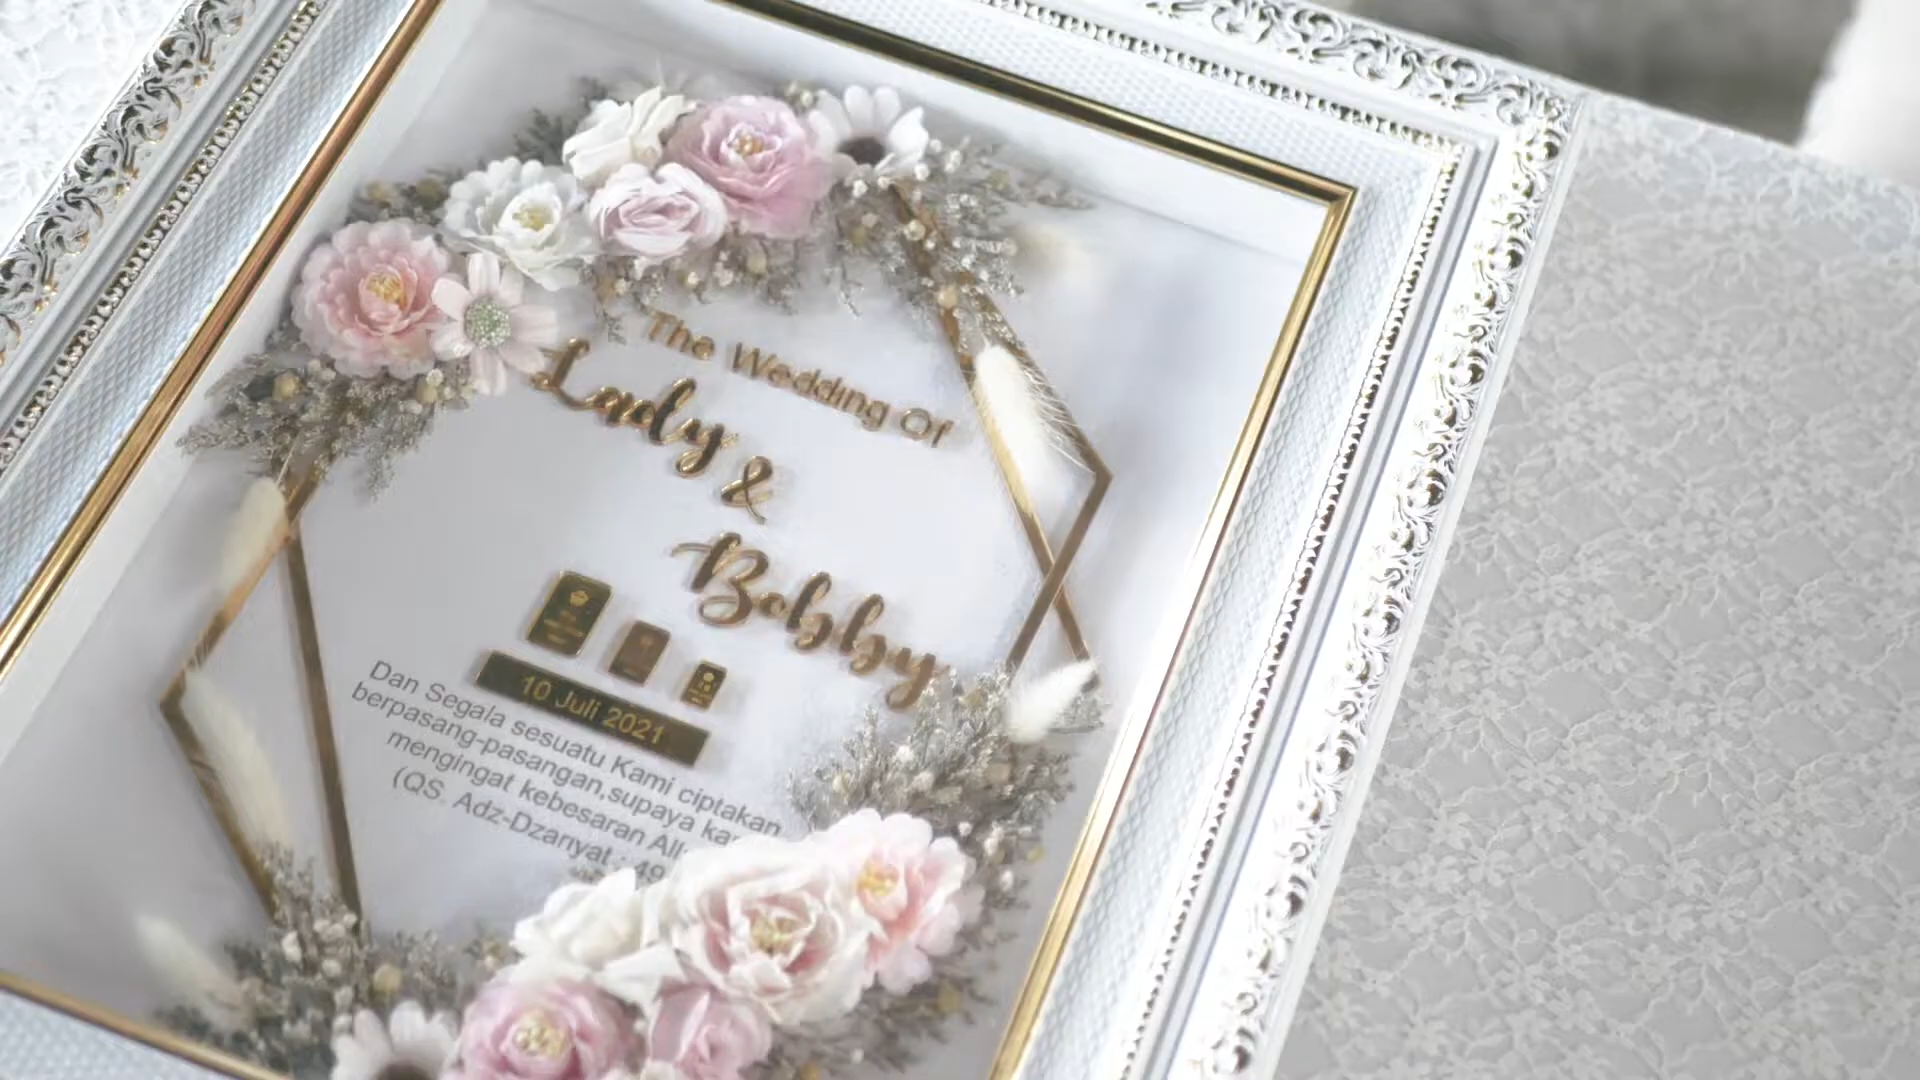 The Wedding Of
Lady
&
Bobby
10 Juli 2021
Dan Segala sesuatu Kami ciptakan
berpasang-pasangan,supaya
mengingat kebesaran
(QS. Adz-Dzariyat : 49